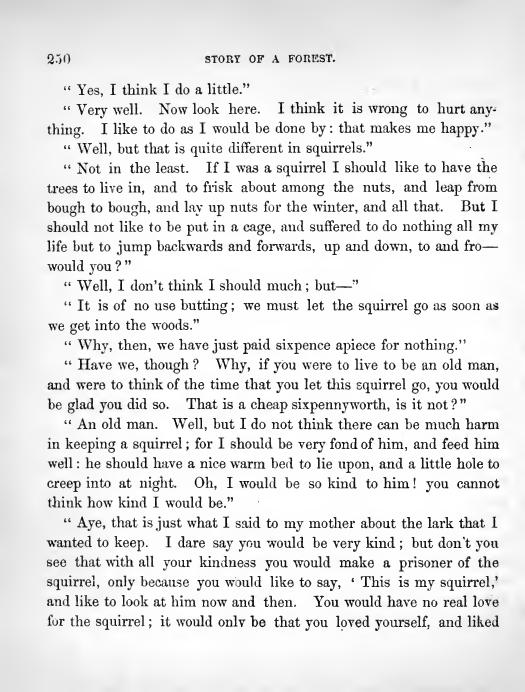 250 STORY OF A FOREST.
“ Yes, I think I do a little.”
“ Very well. Now look here. I think it is wrong to hurt any-
thing. I like to do as I would be done by : that makes me happy.”
“ Well, but that is quite different in squirrels.”
“ Not in the least. If I was a squirrel I should like to have the
trees to live in, and to frisk about among the nuts, and leap from
bough to bough, and lay up nuts for the winter, and all that. But I
should not like to be put in a cage, and suffered to do nothing all my
life but to jump backwards and forwards, up and down, to and fro—
would you ?”
“ Well, I don’t think I should much ; but—”
“ It is of no use butting ; we must let the squirrel go as soon as
we get into the woods.”
“ Why, then, we have just paid sixpence apiece for nothing.”
“ Have we, though ? Why, if you were to live to be an old man,
and were to think of the time that you let this squirrel go, you would
be glad you did so. That is a cheap sixpennyworth, is it not ?”
“ An old man. Well, but I do not think there can be much harm
in keeping a squirrel ; for I should be very fond of him, and feed him
well : he should have a nice warm bed to lie upon, and a little hole to
creep into at night. Oh, I would be so kind to him ! you cannot
think how kind I would be.”
“ Aye, that is just what I said to my mother about the lark that I
wanted to keep. I dare say you would be very kind ; but don’t you
see that with all your kindness you would make a prisoner of the
squirrel, only because you would like to say, ‘ This is my squirrel,’
and like to look at him now and then. You would have no real love
for the squirrel ; it would only be that you loved yourself, and liked